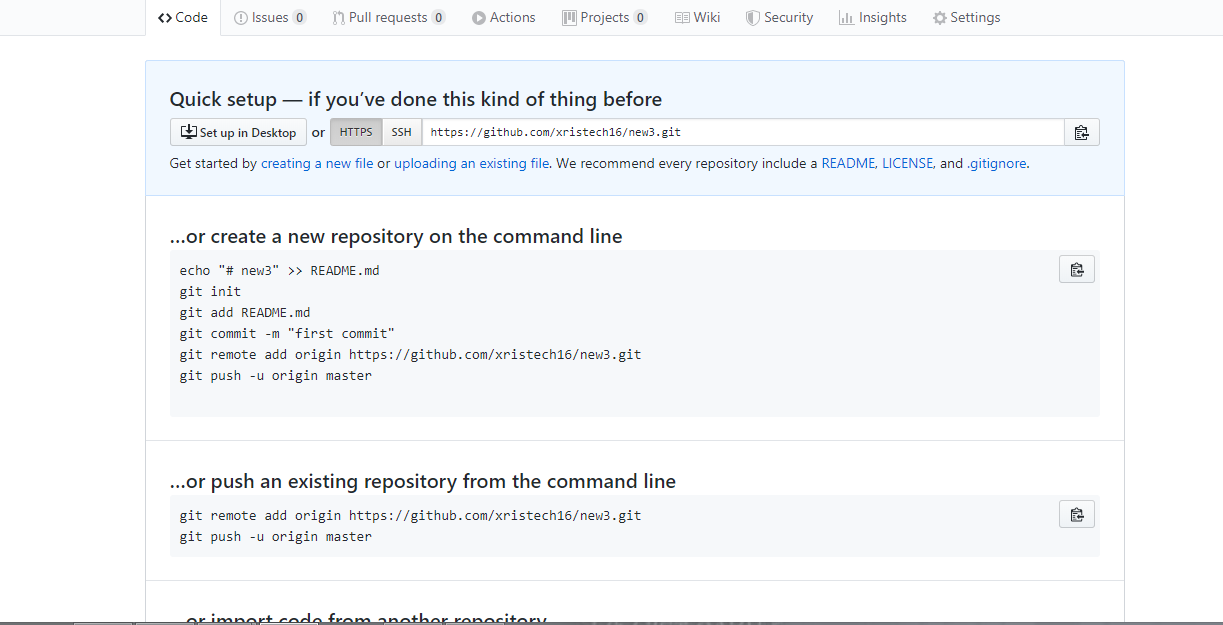 Code Issues 0 Pull requests 0 Actions Projects 0 Wiki Security Insights Settings
Quick setup — if you’ve done this kind of thing before
Set up in Desktop or HTTPS SSH https://github.com/xristech16/new3.git
Get started by creating a new file or uploading an existing file. We recommend every repository include a README, LICENSE, and .gitignore.
…or create a new repository on the command line
echo "# new3" >> README.md
git init
git add README.md
git commit -m "first commit"
git remote add origin https://github.com/xristech16/new3.git
git push -u origin master
…or push an existing repository from the command line
git remote add origin https://github.com/xristech16/new3.git
git push -u origin master
…or import code from another repository